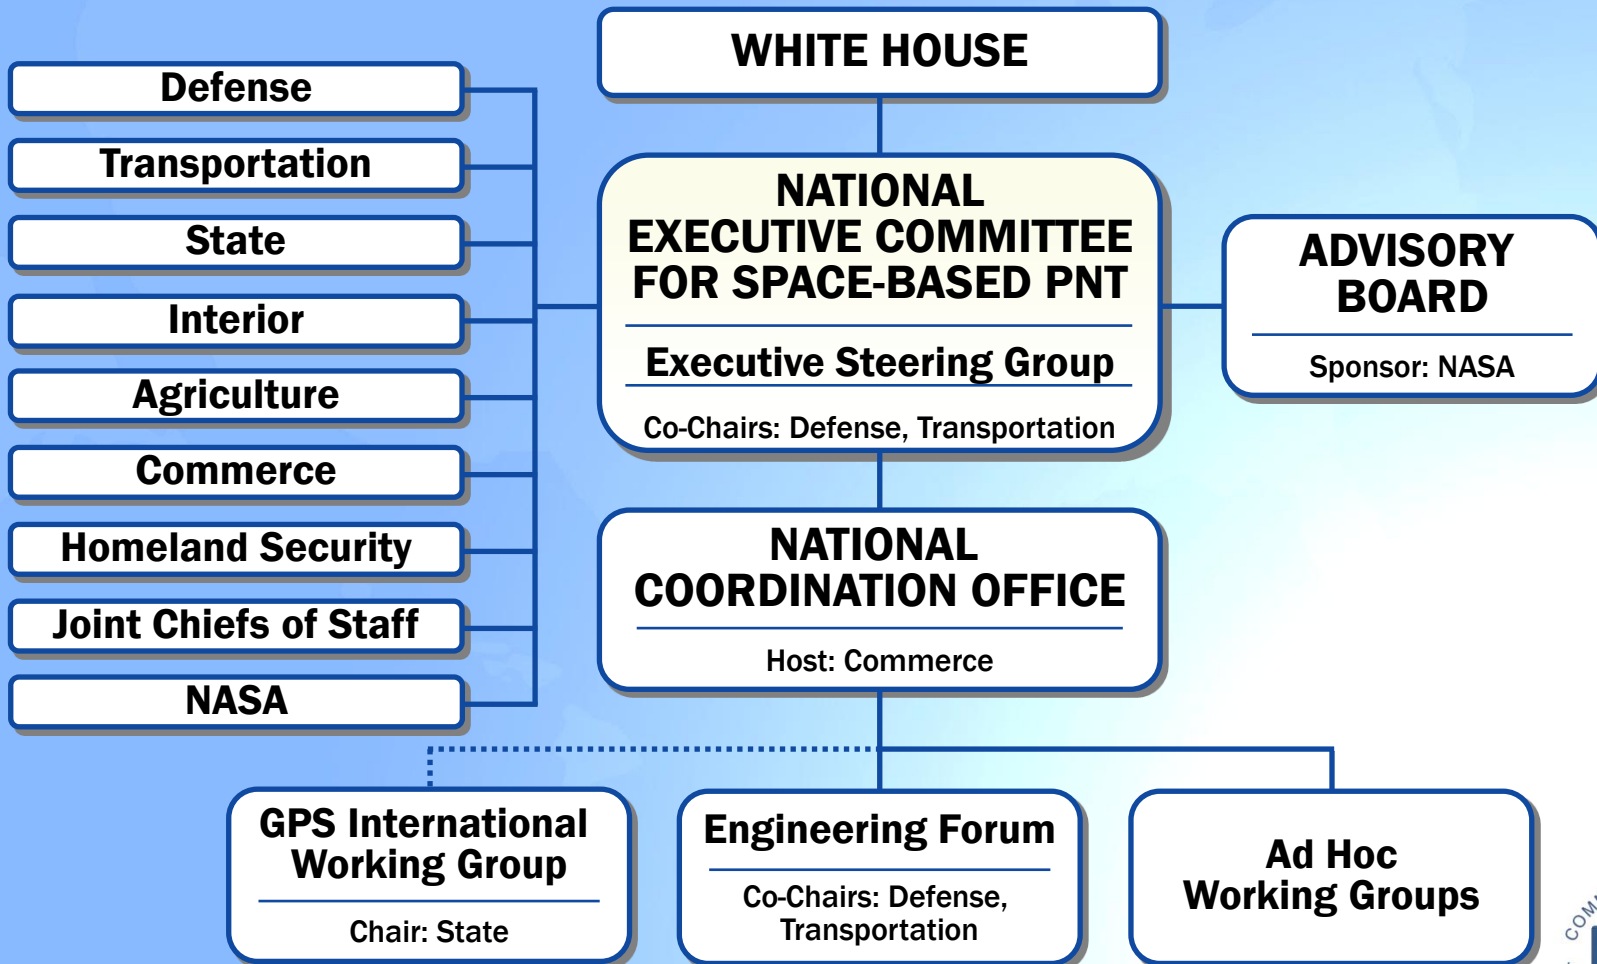 WHITE HOUSE
Defense
Transportation
State
Interior
Agriculture
Commerce
Homeland Security
Joint Chiefs of Staff
NASA
NATIONAL
EXECUTIVE COMMITTEE
FOR SPACE-BASED PNT
Executive Steering Group
Co-Chairs: Defense, Transportation
ADVISORY
BOARD
Sponsor: NASA
NATIONAL
COORDINATION OFFICE
Host: Commerce
GPS International
Working Group
Chair: State
Engineering Forum
Co-Chairs: Defense,
Transportation
Ad Hoc
Working Groups